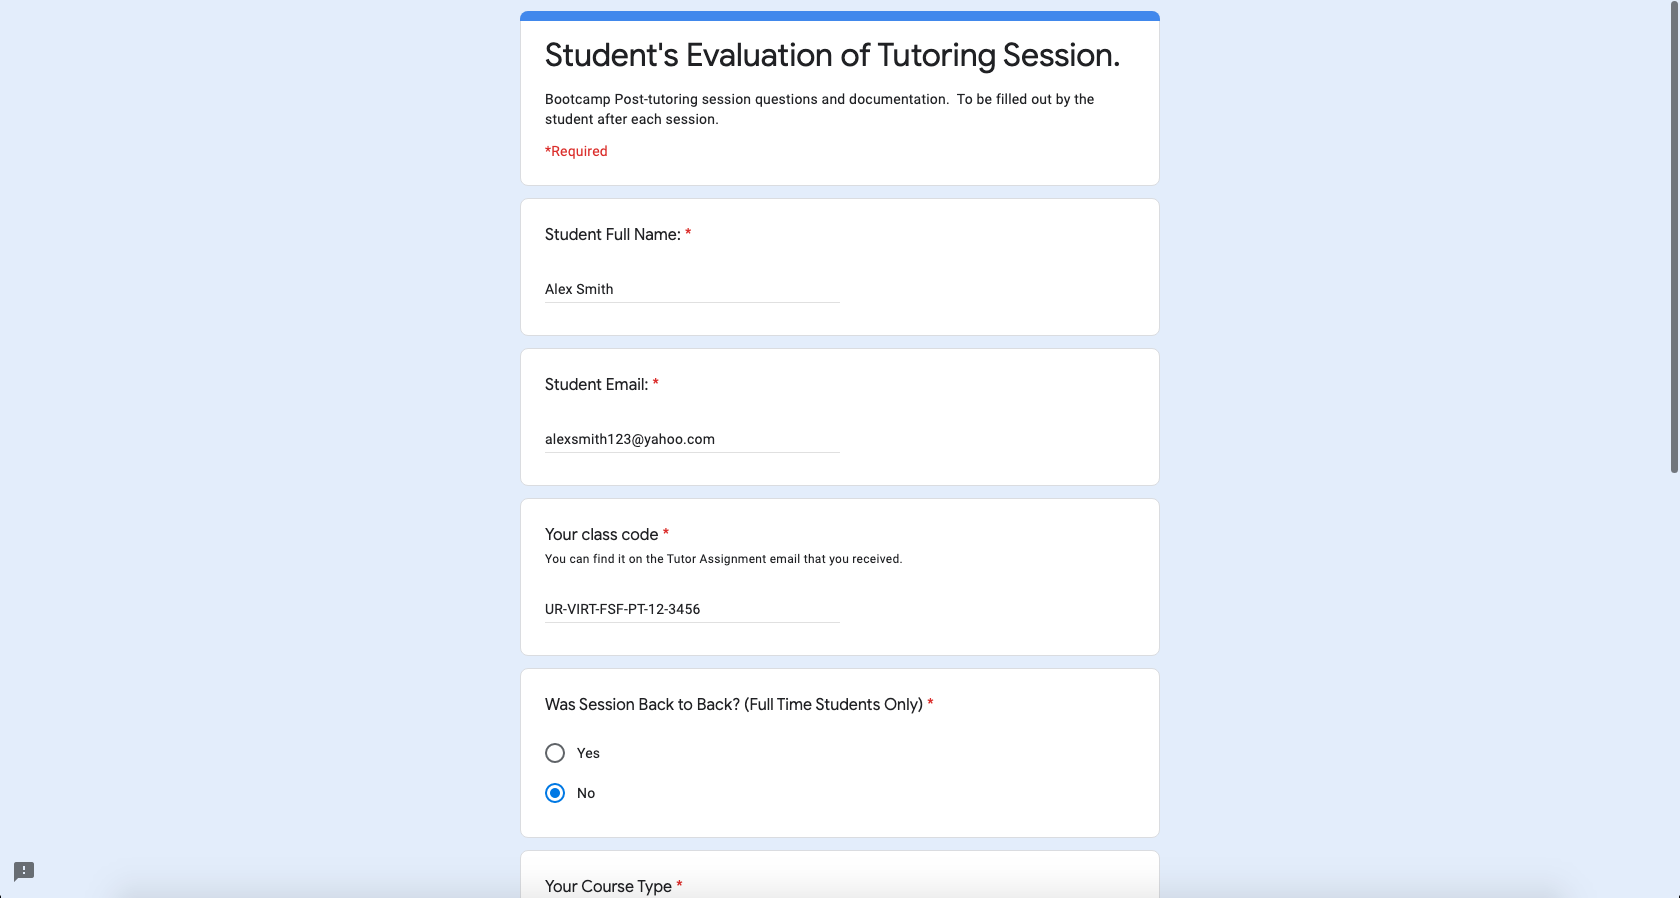 Student's Evaluation of Tutoring Session.
Bootcamp Post-tutoring session questions and documentation.  To be filled out by the
student after each session.
*Required
Student Full Name: *
Alex Smith
Student Email: *
alexsmith123@yahoo.com
Your class code *
You can find it on the Tutor Assignment email that you received.
UR-VIRT-FSF-PT-12-3456
Was Session Back to Back? (Full Time Students Only) *
Yes
No
Your Course Type *